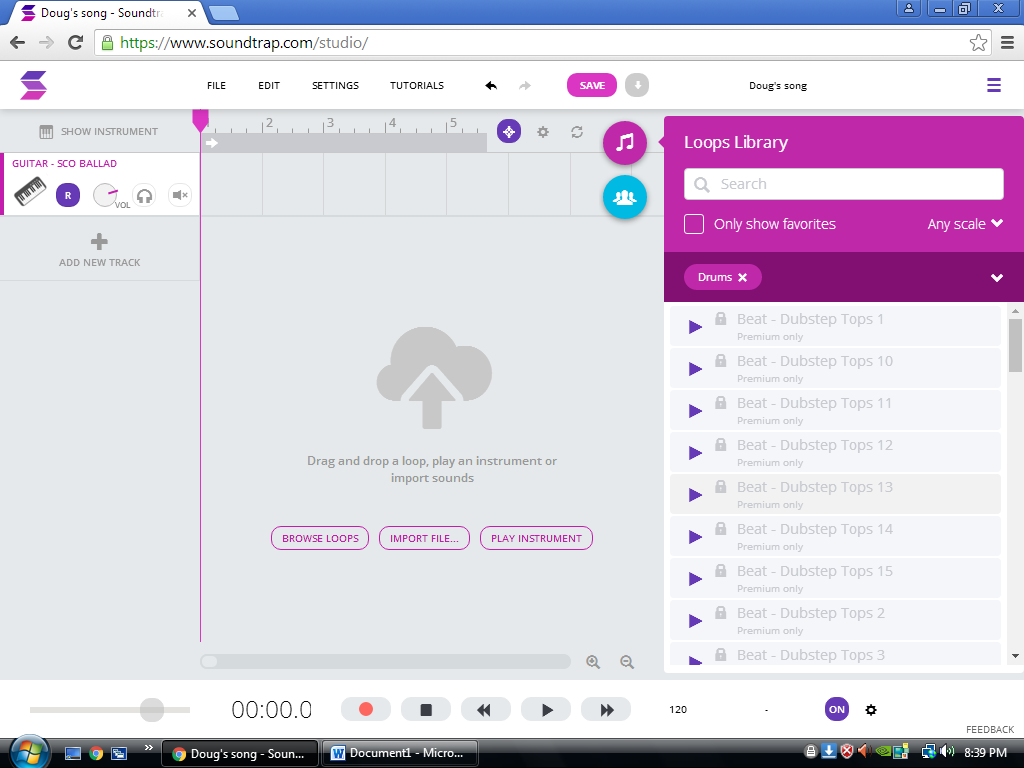 Doug's song - Soundtr
https://www.soundtrap.com/studio/
FILE EDIT SETTINGS TUTORIALS SAVE Doug's song
SHOW INSTRUMENT
2 3 4 5
GUITAR - SCO BALLAD
R
VOL
ADD NEW TRACK
Drag and drop a loop, play an instrument or
import sounds
BROWSE LOOPS IMPORT FILE... PLAY INSTRUMENT
Loops Library
Search
Only show favorites Any scale
Drums
Beat - Dubstep Tops 1
Premium only
Beat - Dubstep Tops 10
Premium only
Beat - Dubstep Tops 11
Premium only
Beat - Dubstep Tops 12
Premium only
Beat - Dubstep Tops 13
Premium only
Beat - Dubstep Tops 14
Premium only
Beat - Dubstep Tops 15
Premium only
Beat - Dubstep Tops 2
Premium only
Beat - Dubstep Tops 3
00:00.0 120 - ON
FEEDBACK
Doug's song - Soun... Document1 - Micro... 8:39 PM